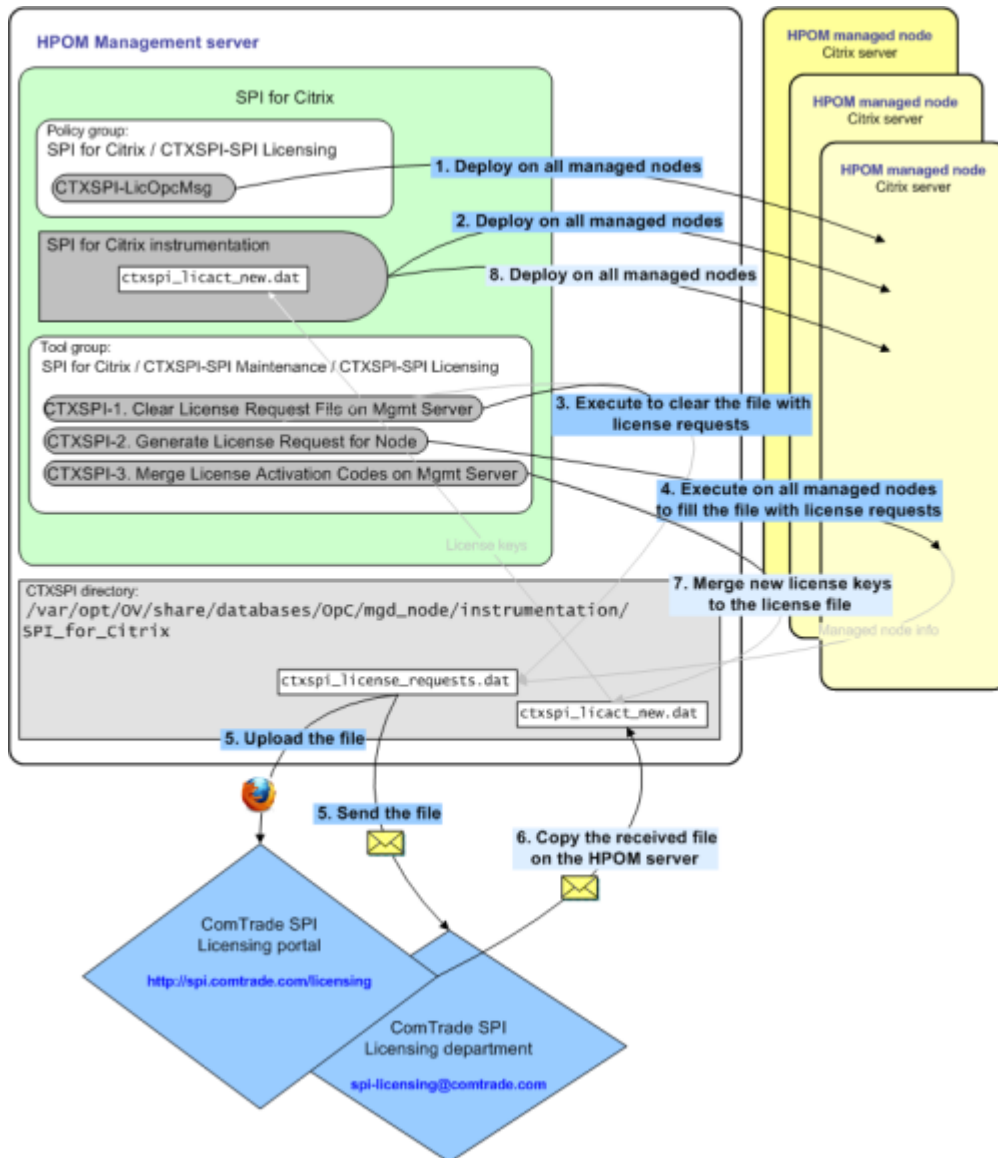 HPOM Management server
SPI for Citrix
Policy group:
SPI for Citrix / CTXSPI-SPI Licensing
CTXSPI-LicOpcMsg
SPI for Citrix instrumentation
ctxspi_licact_new.dat
Tool group:
SPI for Citrix / CTXSPI-SPI Maintenance / CTXSPI-SPI Licensing
CTXSPI-1. Clear License Request File on Mgmt Server
CTXSPI-2. Generate License Request for Node
CTXSPI-3. Merge License Activation Codes on Mgmt Server
License keys
HPOM managed node
Citrix server
HPOM managed node
Citrix server
HPOM managed node
Citrix server
1. Deploy on all managed nodes
2. Deploy on all managed nodes
8. Deploy on all managed nodes
3. Execute to clear the file with
license requests
4. Execute on all managed nodes
to fill the file with license requests
7. Merge new license keys
to the license file
Managed node info
CTXSPI directory:
/var/opt/OV/share/databases/OpC/mgd_node/instrumentation/
SPI_for_Citrix
ctxspi_license_requests.dat
ctxspi_licact_new.dat
5. Upload the file
5. Send the file
6. Copy the received file
on the HPOM server
ComTrade SPI
Licensing portal
http://spi.comtrade.com/licensing
ComTrade SPI
Licensing department
spi-licensing@comtrade.com